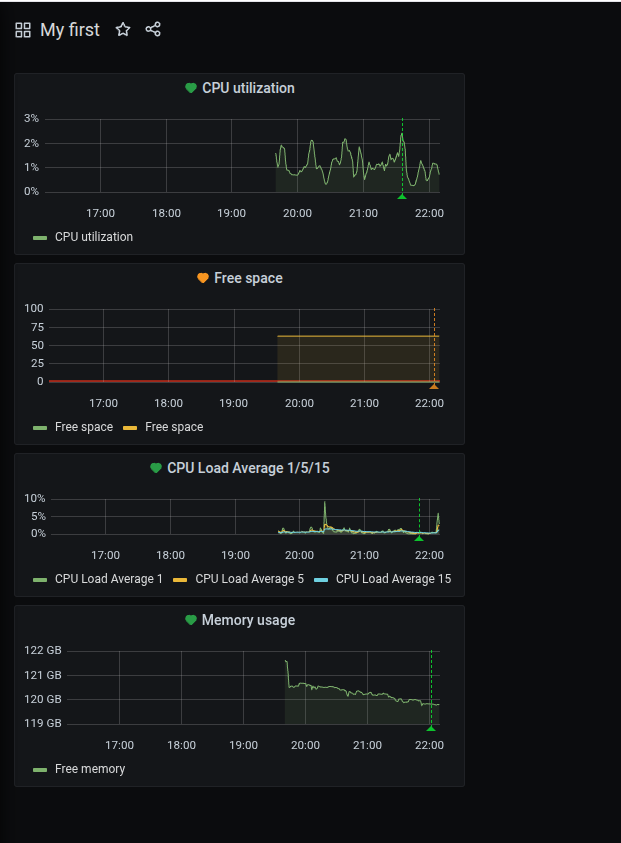 My first
CPU utilization
3%
2%
1%
0%
17:00 18:00 19:00 20:00 21:00 22:00
CPU utilization
Free space
100
75
50
25
0
17:00 18:00 19:00 20:00 21:00 22:00
Free space Free space
CPU Load Average 1/5/15
10%
5%
0%
17:00 18:00 19:00 20:00 21:00 22:00
CPU Load Average 1 CPU Load Average 5 CPU Load Average 15
Memory usage
122 GB
121 GB
120 GB
119 GB
17:00 18:00 19:00 20:00 21:00 22:00
Free memory